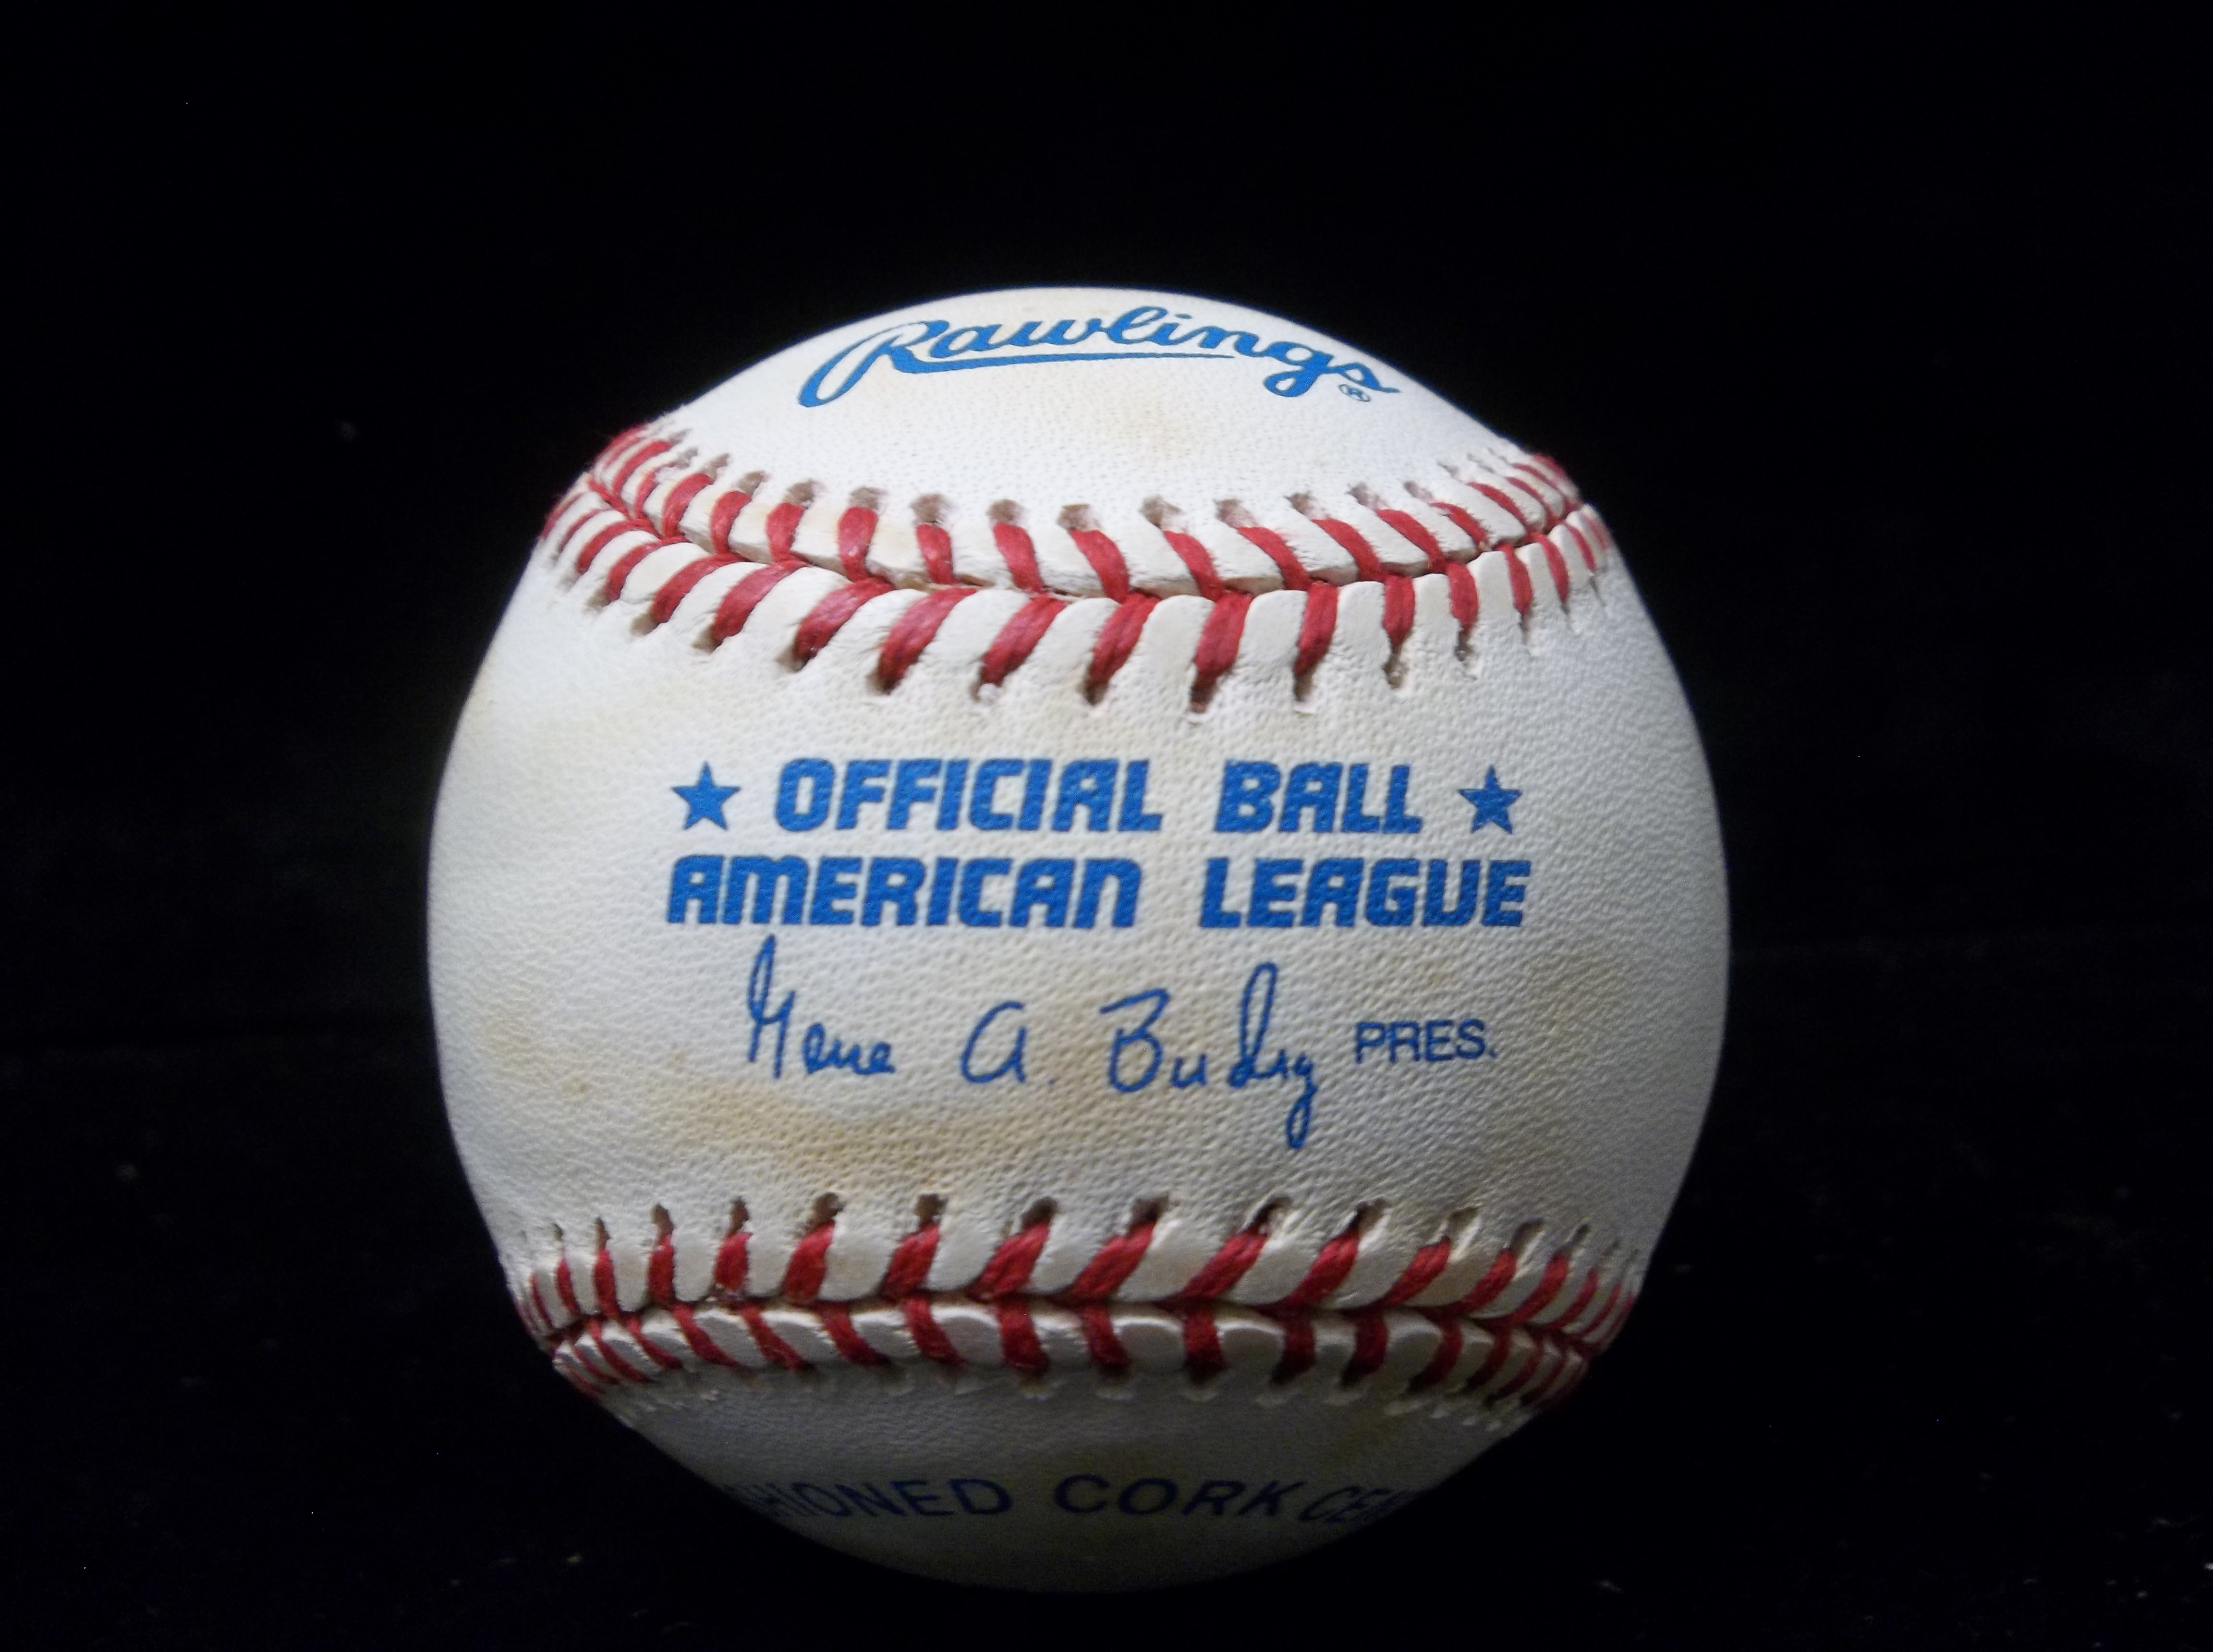 Rawlings®
★ OFFICIAL BALL ★
AMERICAN LEAGUE
Gene A. Budig PRES.
CORK